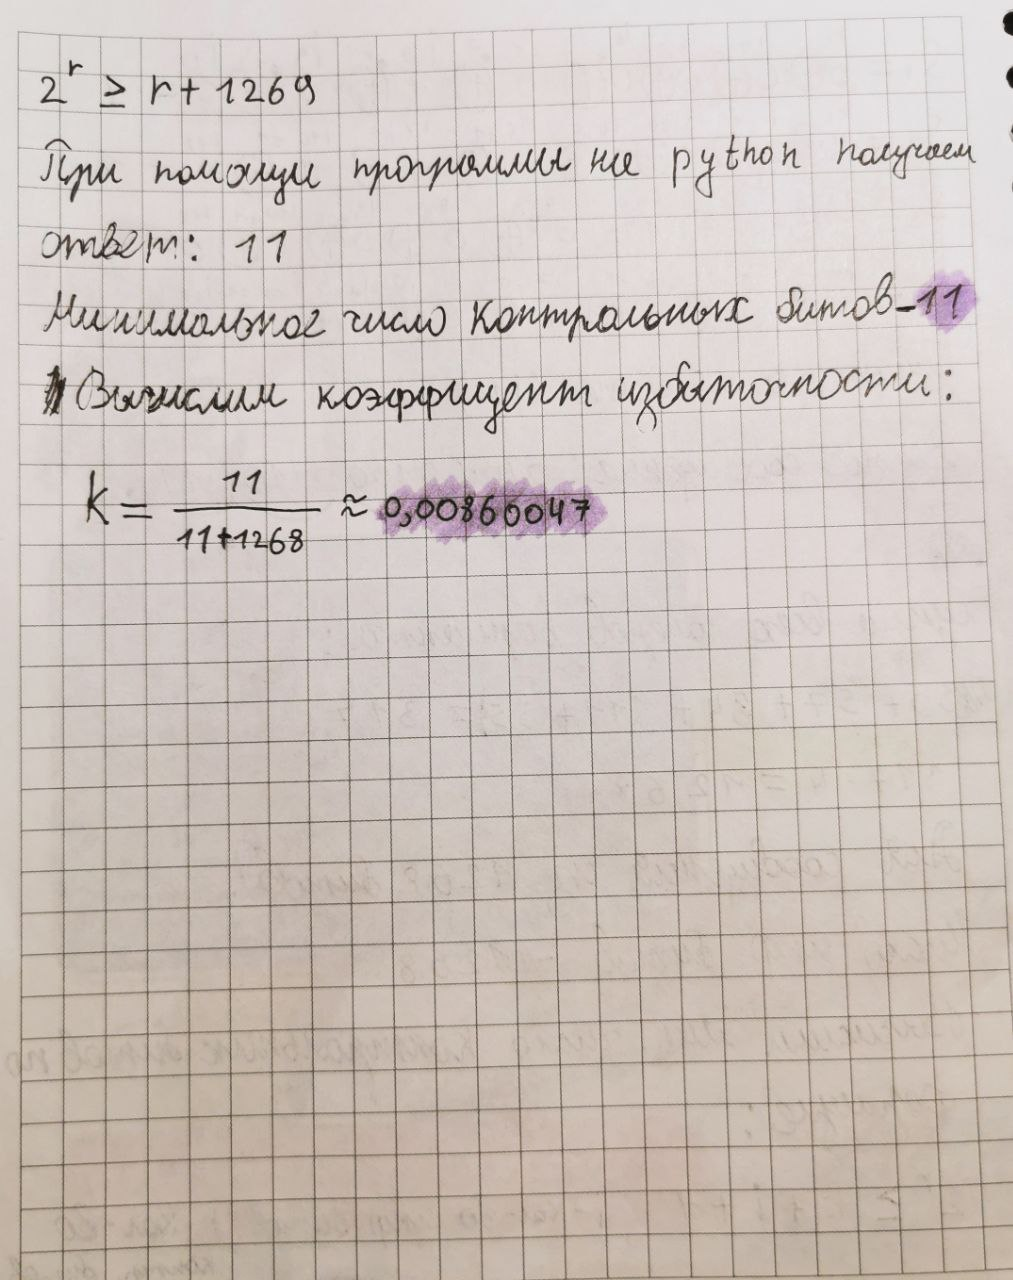 2^r ≥ r + 1269
При помощи программы на python получаем
ответ: 11
Минимальное число контрольных битов - 11
Вычислим коэффицент избыточности:
K = 11 / (11+1268) ≈ 0,00860047